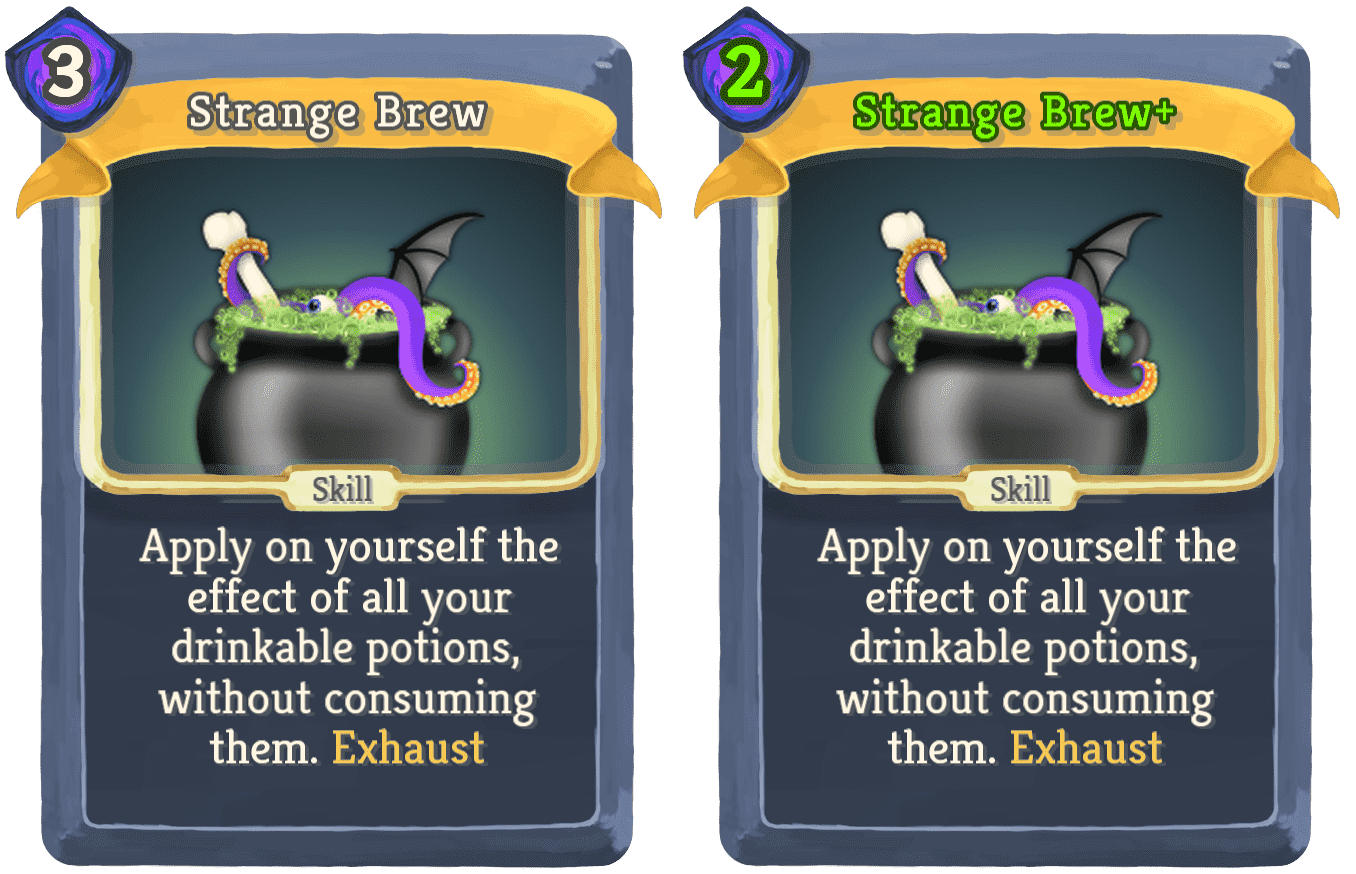 3
Strange Brew
Skill
Apply on yourself the
effect of all your
drinkable potions,
without consuming
them. Exhaust
2
Strange Brew+
Skill
Apply on yourself the
effect of all your
drinkable potions,
without consuming
them. Exhaust